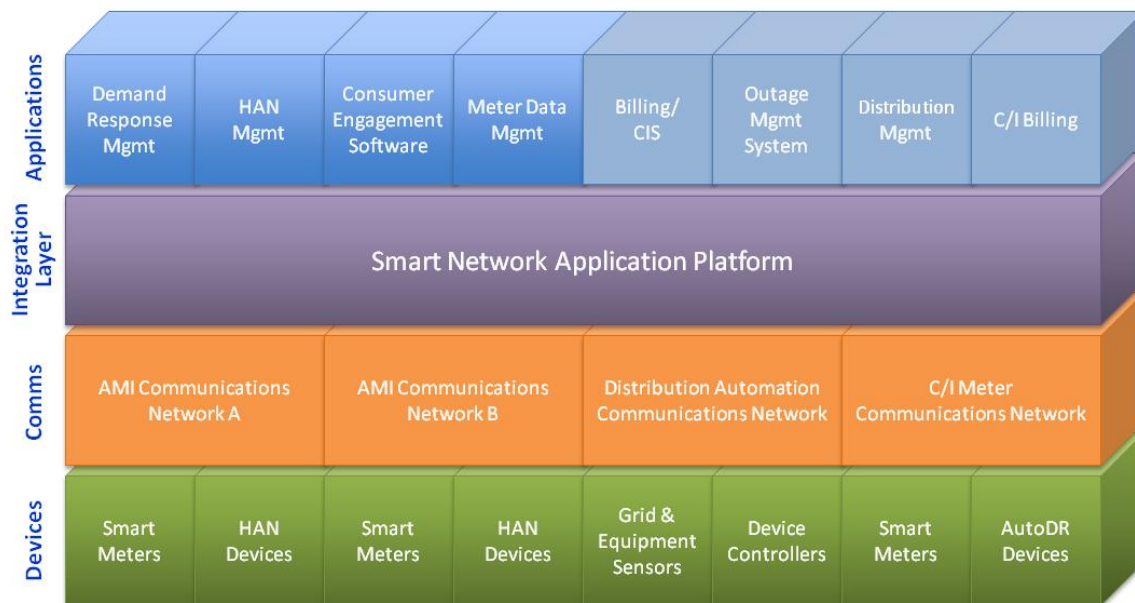 Applications
Demand
Response
Mgmt
HAN
Mgmt
Consumer
Engagement
Software
Meter Data
Mgmt
Billing/
CIS
Outage
Mgmt
System
Distribution
Mgmt
C/I Billing
Integration
Layer
Smart Network Application Platform
Comms
AMI Communications
Network A
AMI Communications
Network B
Distribution Automation
Communications Network
C/I Meter
Communications Network
Devices
Smart
Meters
HAN
Devices
Smart
Meters
HAN
Devices
Grid &
Equipment
Sensors
Device
Controllers
Smart
Meters
AutoDR
Devices